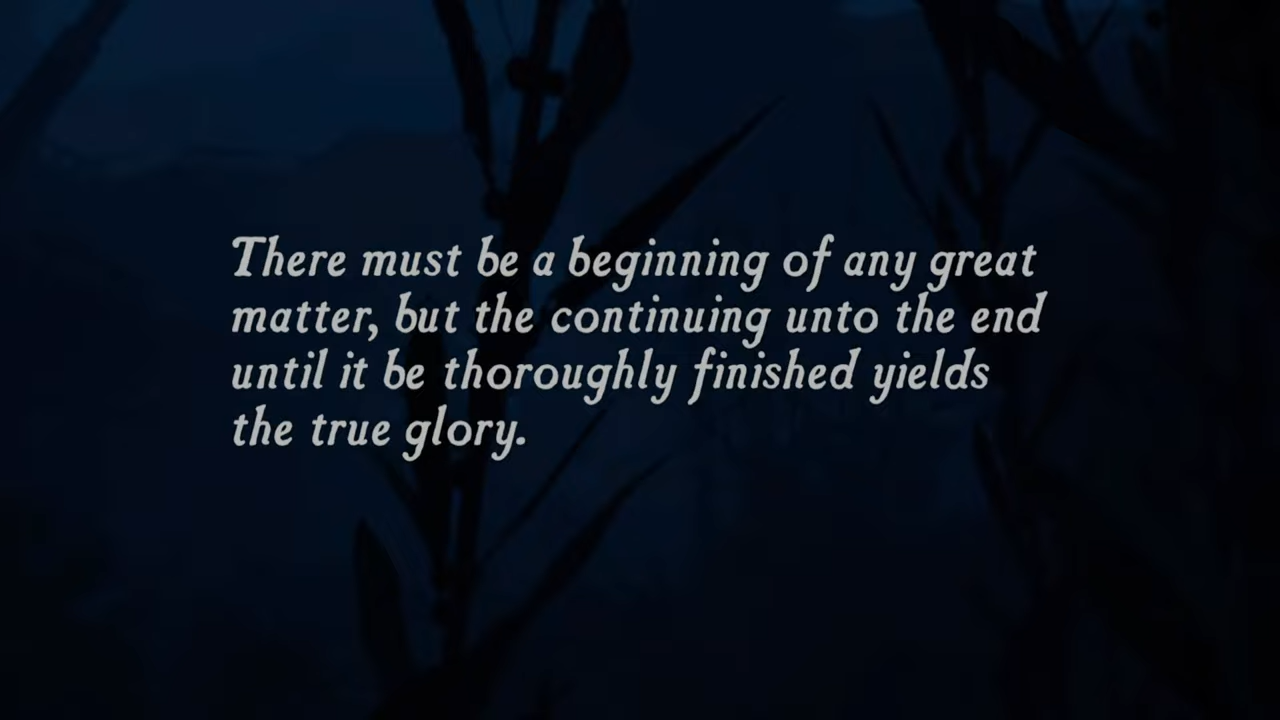 There must be a beginning of any great
matter, but the continuing unto the end
until it be thoroughly finished yields
the true glory.